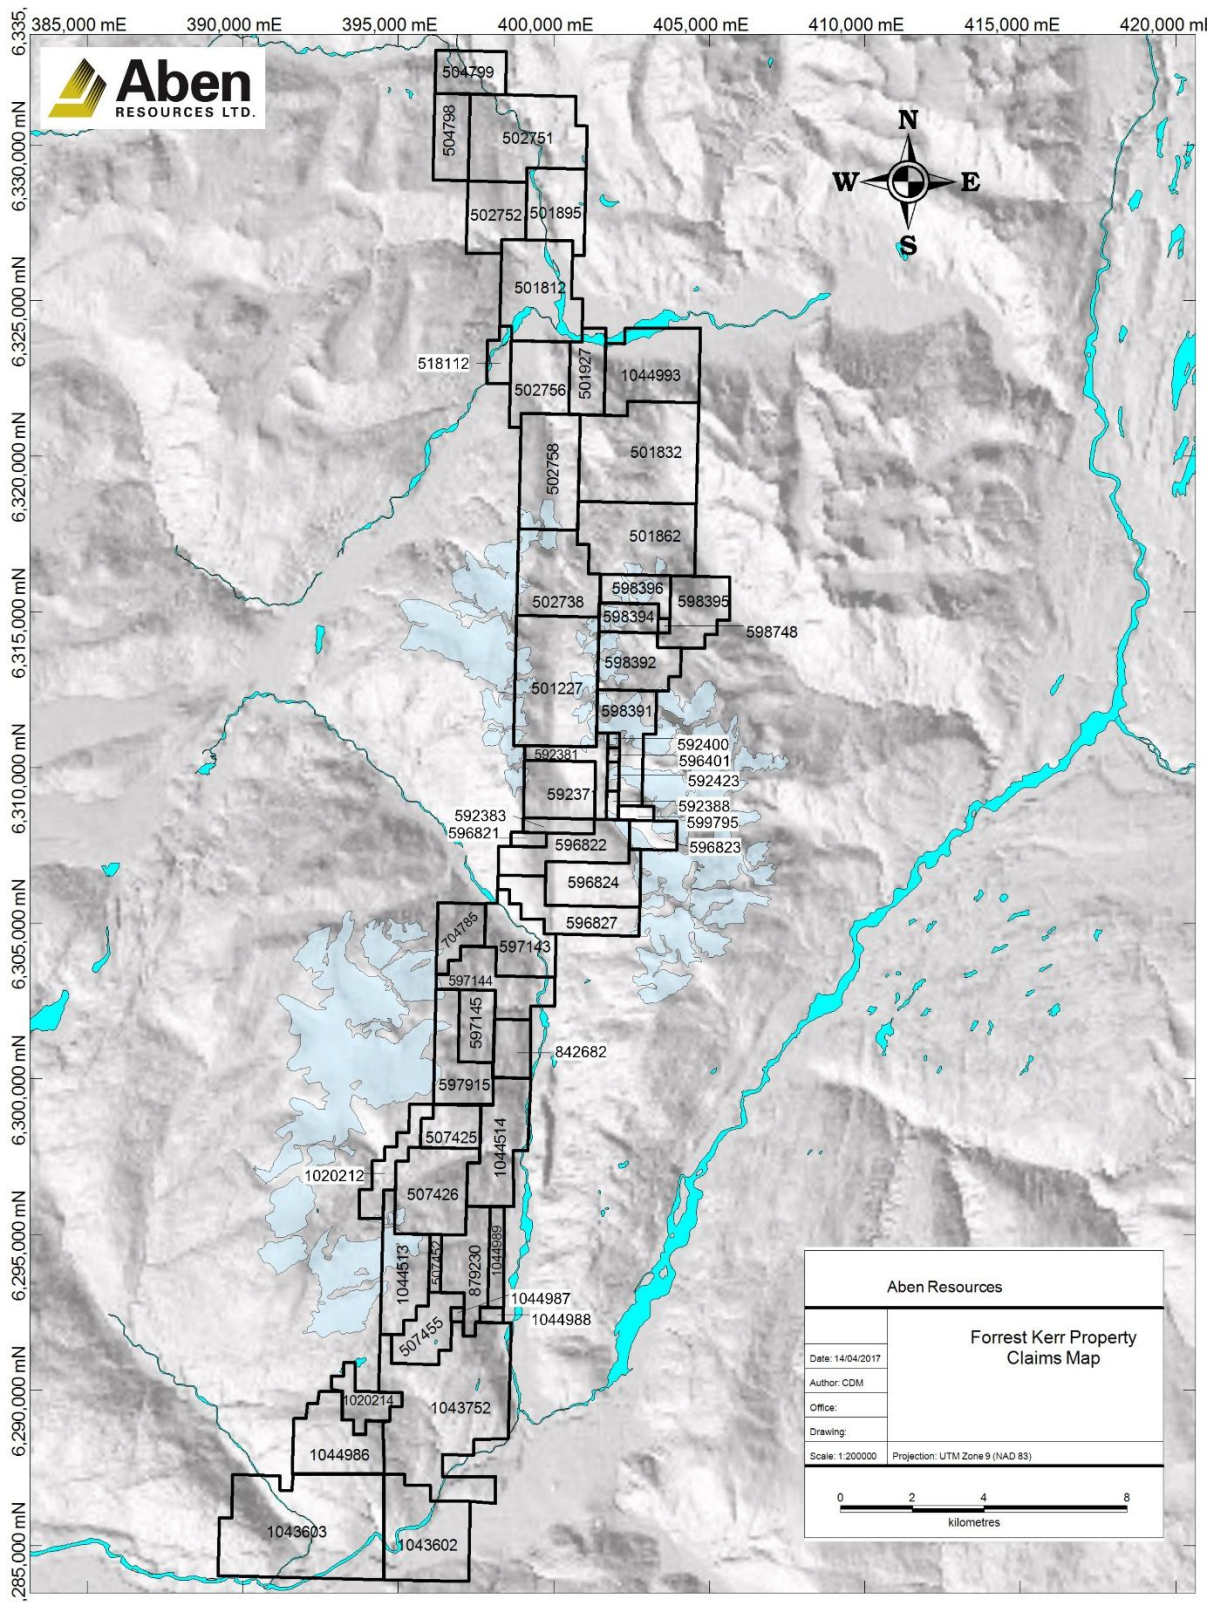 385,000 mE
390,000 mE
395,000 mE
400,000 mE
405,000 mE
410,000 mE
415,000 mE
420,000 m
6,335,
6,330,000 mN
6,325,000 mN
6,320,000 mN
6,315,000 mN
6,310,000 mN
6,305,000 mN
6,300,000 mN
6,295,000 mN
6,290,000 mN
,285,000 mN
Aben
RESOURCES LTD.
N
W
E
S
504799
504798
502751
502752
501895
501812
518112
502756
501927
1044993
502758
501832
501862
598396
598395
502738
598394
598748
598392
501227
598391
592400
592381
596401
592423
592371
592388
592383
599795
596821
596822
596823
596824
596827
704785
597143
597144
597145
842682
597915
507425
1044514
1020212
507426
1044989
507452
1044513
879230
1044987
1044988
507455
1020214
1043752
1044986
1043603
1043602
Aben Resources
Forrest Kerr Property
Claims Map
Date: 14/04/2017
Author: CDM
Office:
Drawing:
Scale: 1:200000
Projection: UTM Zone 9 (NAD 83)
0 2 4 8
kilometres